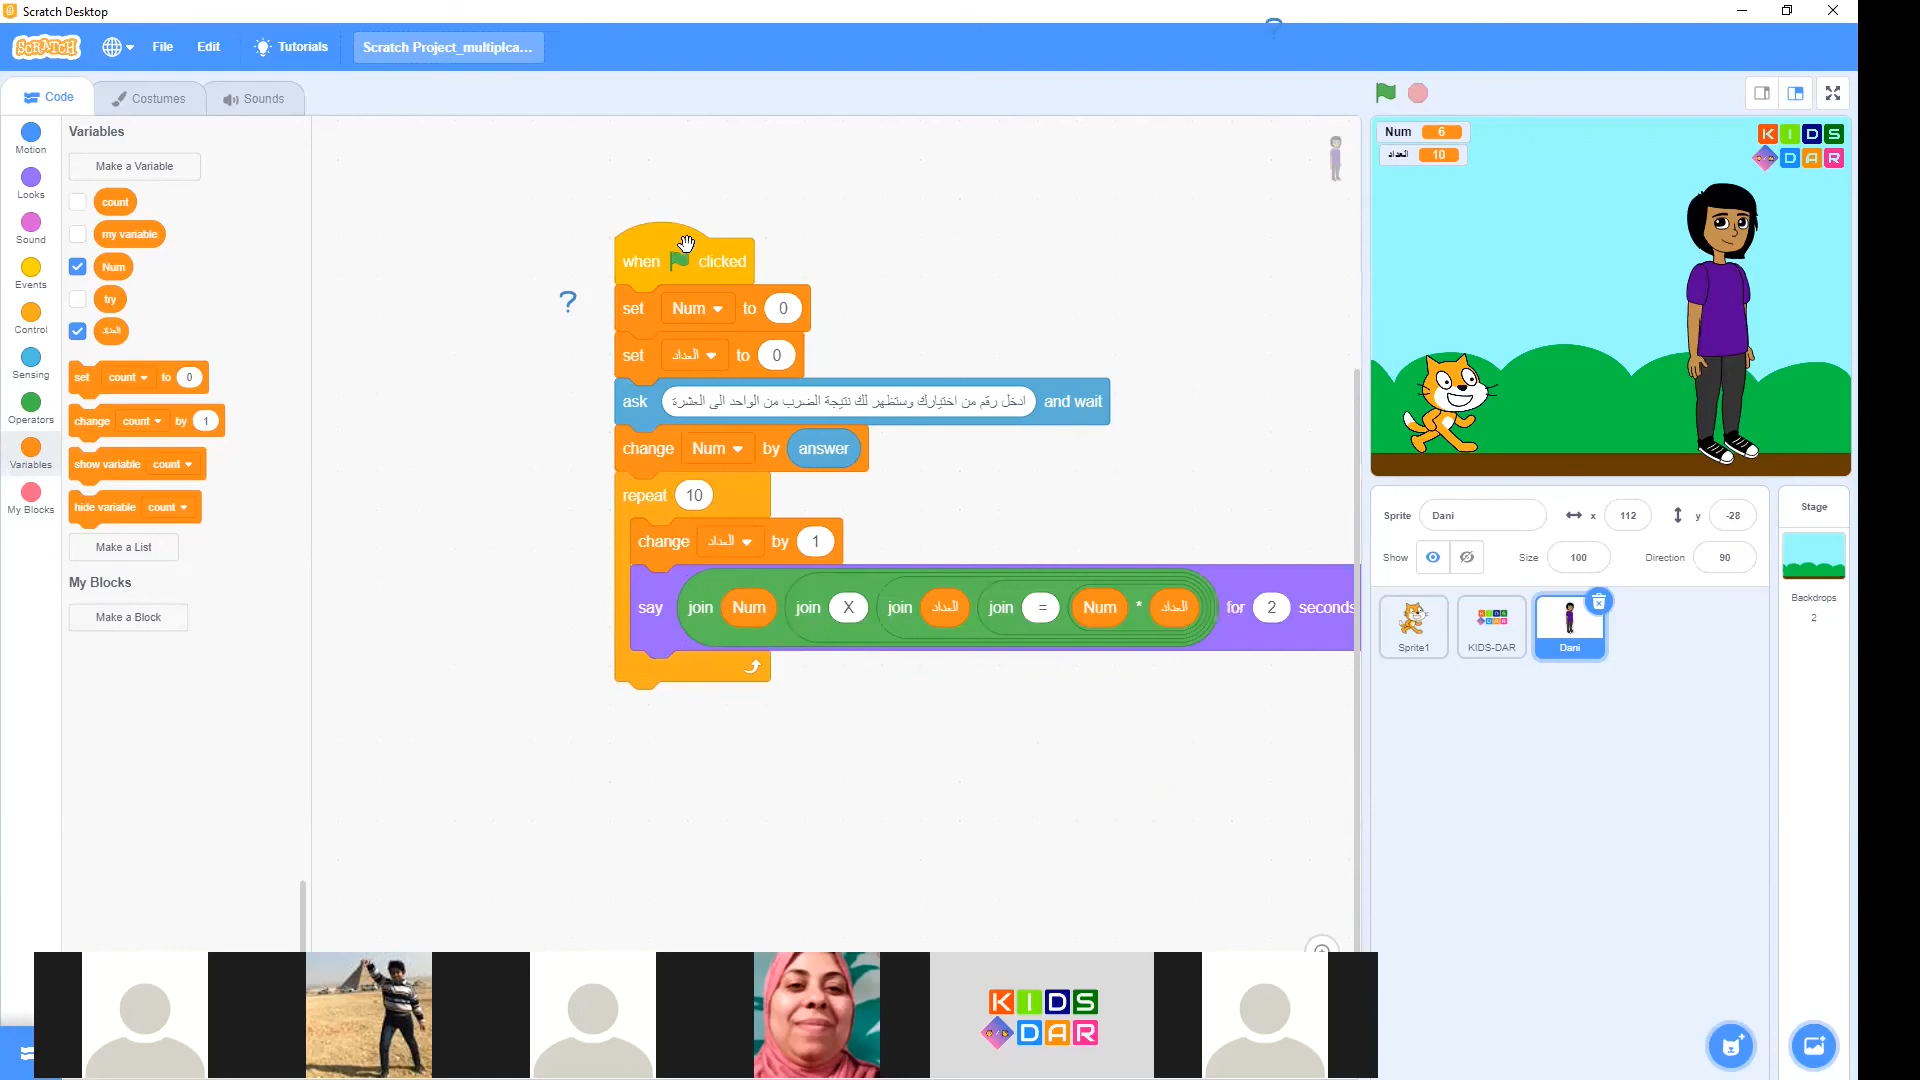 Scratch Desktop
SCRATCH
File
Edit
Tutorials
Scratch Project_multiplca...
Code
Costumes
Sounds
Motion
Looks
Sound
Events
Control
Sensing
Operators
Variables
My Blocks
Variables
Make a Variable
count
my variable
Num
try
العداد
set count to 0
change count by 1
show variable count
hide variable count
Make a List
My Blocks
Make a Block
?
?
when clicked
set Num to 0
set العداد to 0
ask ادخل رقم من اختيارك وستظهر لك نتيجة الضرب من الواحد الى العشرة and wait
change Num by answer
repeat 10
change العداد by 1
say join Num join X join العداد join = Num * العداد for 2 seconds
Num 6
العداد 10
KIDS
DAR
Sprite Dani x 112 y -28
Show Size 100 Direction 90
Sprite1
KIDS-DAR
Dani
Stage
Backdrops
2
KIDS
DAR